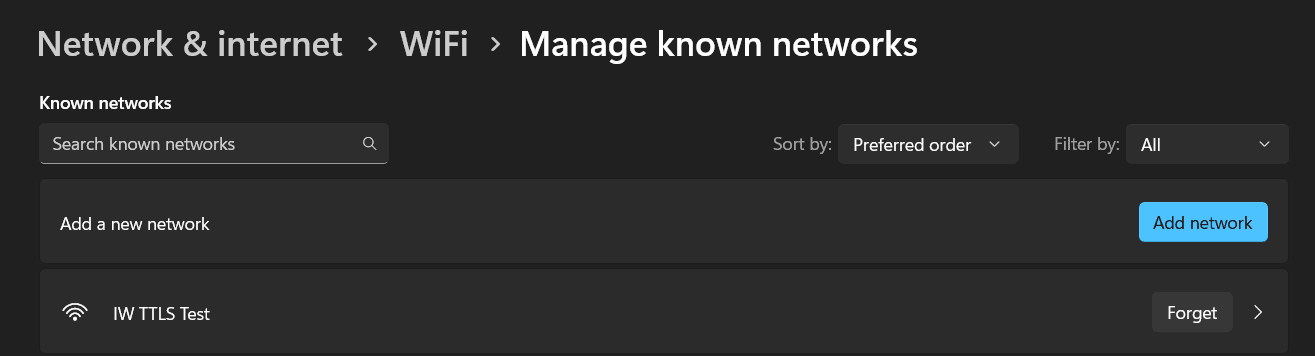 Network & internet > WiFi > Manage known networks
Known networks
Search known networks
Sort by: Preferred order
Filter by: All
Add a new network
Add network
IW TTLS Test
Forget